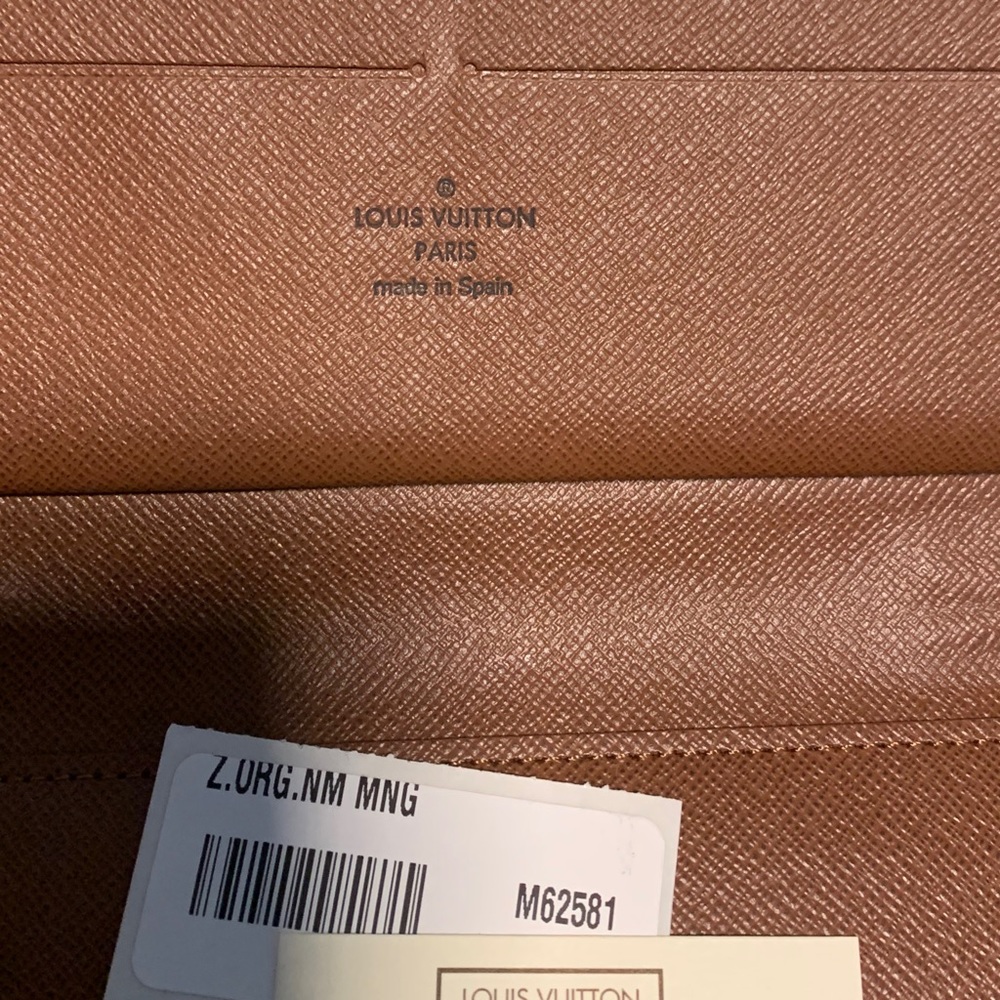 ®
LOUIS VUITTON
PARIS
made in Spain
Z.ORG.NM MNG
M62581
LOUIS VUITTON